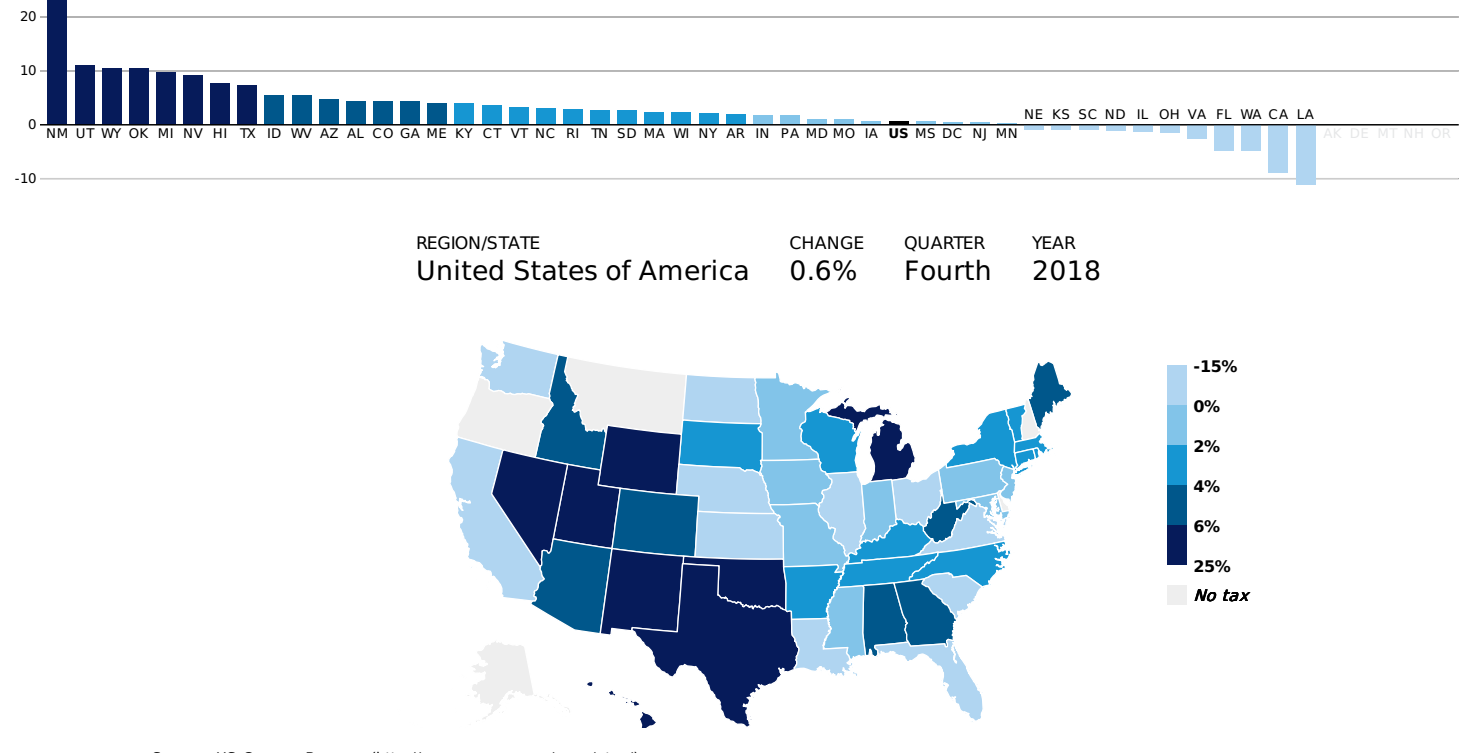 20
10
0
NM UT WY OK MI NV HI TX ID WV AZ AL CO GA ME KY CT VT NC RI TN SD MA WI NY AR IN PA MD MO IA US MS DC NJ MN NE KS SC ND IL OH VA FL WA CA LA AK DE MT NH OR
-10
REGION/STATE CHANGE QUARTER YEAR
United States of America 0.6% Fourth 2018
-15%
0%
2%
4%
6%
25%
No tax